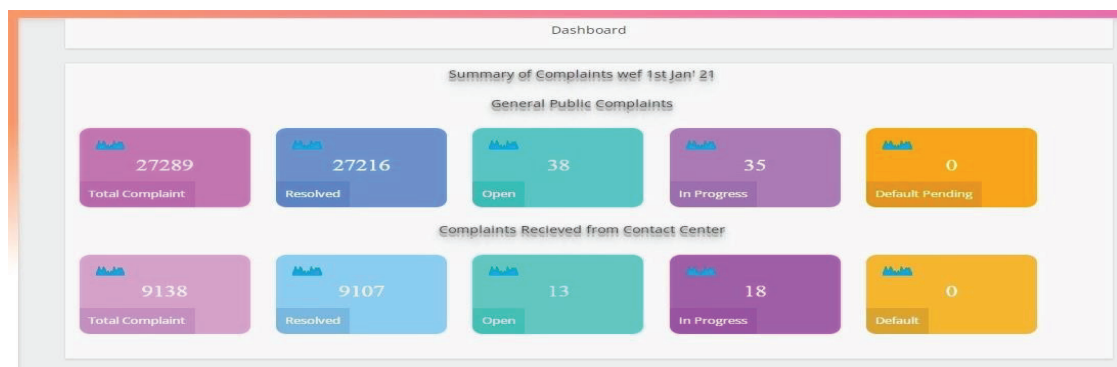 Dashboard
Summary of Complaints wef 1st Jan' 21
General Public Complaints
27289 27216 38 35 0
Total Complaint Resolved Open In Progress Default Pending
Complaints Recieved from Contact Center
9138 9107 13 18 0
Total Complaint Resolved Open In Progress Default